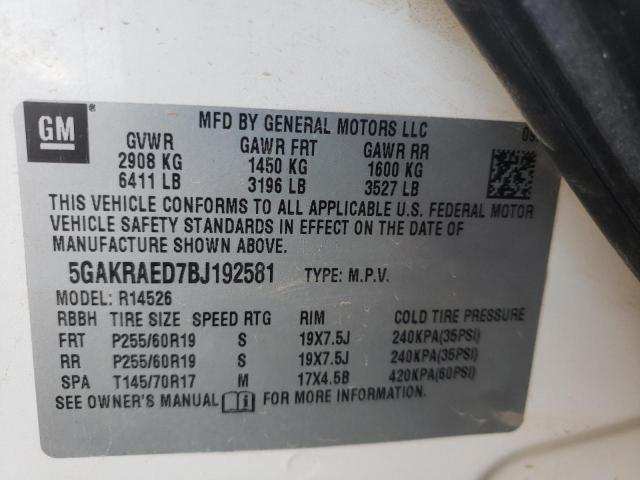 GM
MFD BY GENERAL MOTORS LLC
GVWR GAWR FRT GAWR RR
2908 KG 1450 KG 1600 KG
6411 LB 3196 LB 3527 LB
THIS VEHICLE CONFORMS TO ALL APPLICABLE U.S. FEDERAL MOTOR
VEHICLE SAFETY STANDARDS IN EFFECT ON THE DATE OF
MANUFACTURE SHOWN ABOVE.
5GAKRAED7BJ192581 TYPE: M.P.V.
MODEL: R14526
RBBH TIRE SIZE SPEED RTG RIM COLD TIRE PRESSURE
FRT P255/60R19 S 19X7.5J 240KPA(35PSI)
RR P255/60R19 S 19X7.5J 240KPA(35PSI)
SPA T145/70R17 M 17X4.5B 420KPA(60PSI)
SEE OWNER'S MANUAL FOR MORE INFORMATION.